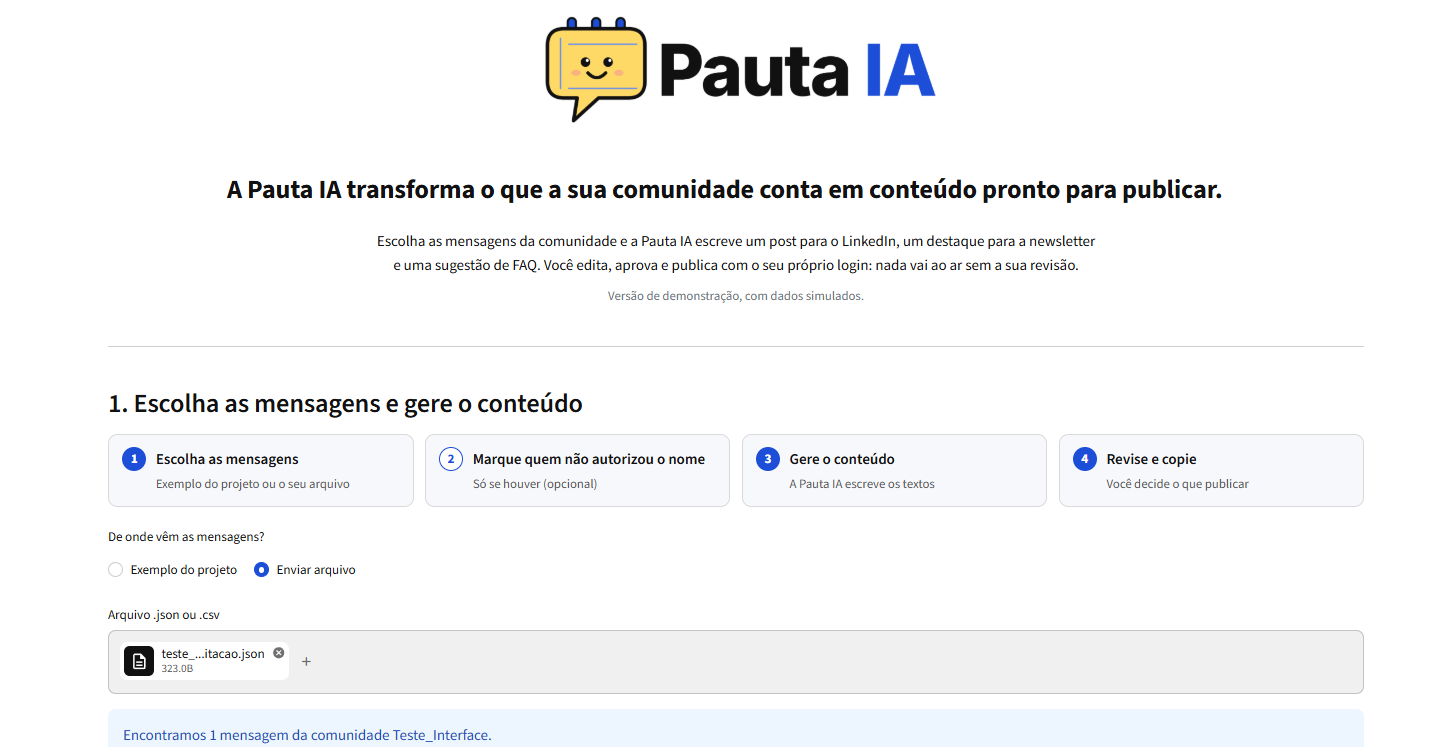 Pauta IA
A Pauta IA transforma o que a sua comunidade conta em conteúdo pronto para publicar.
Escolha as mensagens da comunidade e a Pauta IA escreve um post para o LinkedIn, um destaque para a newsletter
e uma sugestão de FAQ. Você edita, aprova e publica com o seu próprio login: nada vai ao ar sem a sua revisão.
Versão de demonstração, com dados simulados.
1. Escolha as mensagens e gere o conteúdo
1 Escolha as mensagens
Exemplo do projeto ou o seu arquivo
2 Marque quem não autorizou o nome
Só se houver (opcional)
3 Gere o conteúdo
A Pauta IA escreve os textos
4 Revise e copie
Você decide o que publicar
De onde vêm as mensagens?
Exemplo do projeto Enviar arquivo
Arquivo .json ou .csv
teste_...itacao.json
323.0B
Encontramos 1 mensagem da comunidade Teste_Interface.